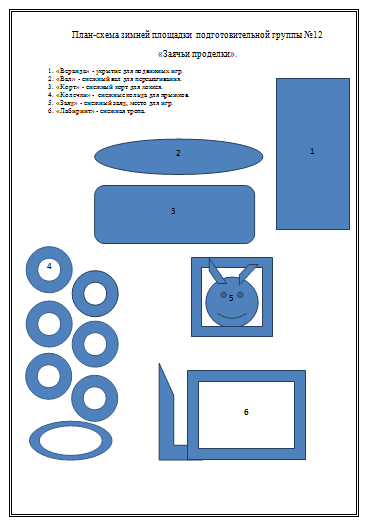 План-схема зимней площадки подготовительной группы №12
«Заячьи проделки».
1. «Веранда» - укрытие для подвижных игр.
2. «Вал» - снежный вал для перешагивания.
3. «Корт» - снежный корт для хоккея.
4. «Колечки» - снежные кольца для прыжков.
5. «Заяц» - снежный заяц, место для игр.
6. «Лабиринт» - снежная тропа.
1
2
3
4
5
6